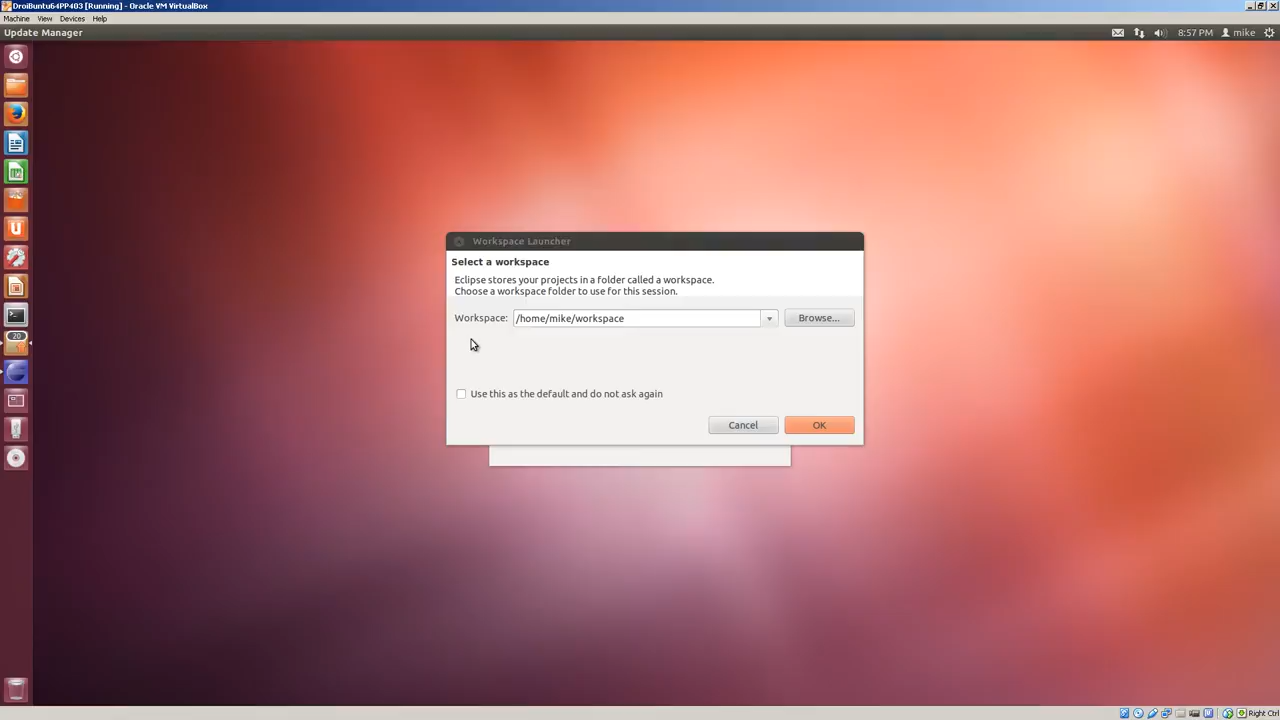 DroiBuntu64PP403 [Running] - Oracle VM VirtualBox
Machine View Devices Help
Update Manager 8:57 PM mike
Workspace Launcher
Select a workspace
Eclipse stores your projects in a folder called a workspace.
Choose a workspace folder to use for this session.
Workspace: /home/mike/workspace Browse...
20
Use this as the default and do not ask again
Cancel OK
Right Ctrl